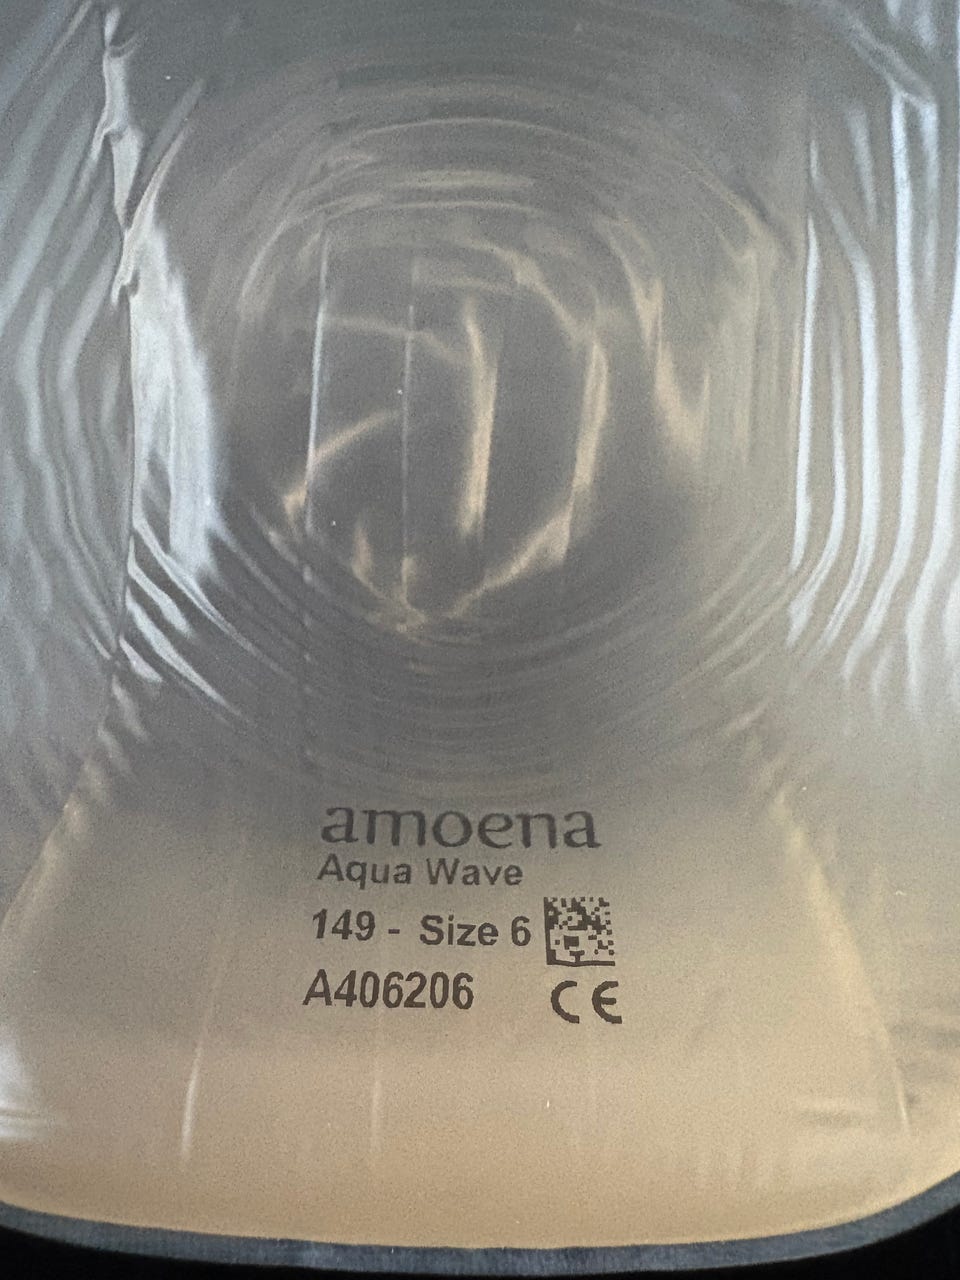 amoena
Aqua Wave
149 - Size 6
A406206
CE